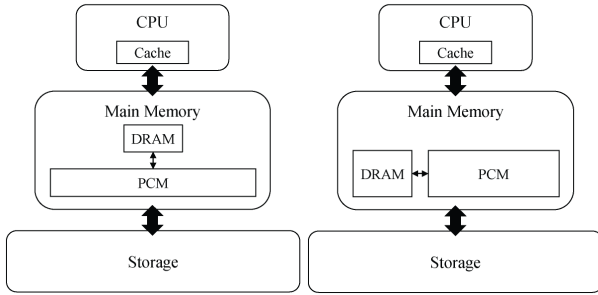 CPU
Cache
Main Memory
DRAM
PCM
Storage
CPU
Cache
Main Memory
DRAM
PCM
Storage